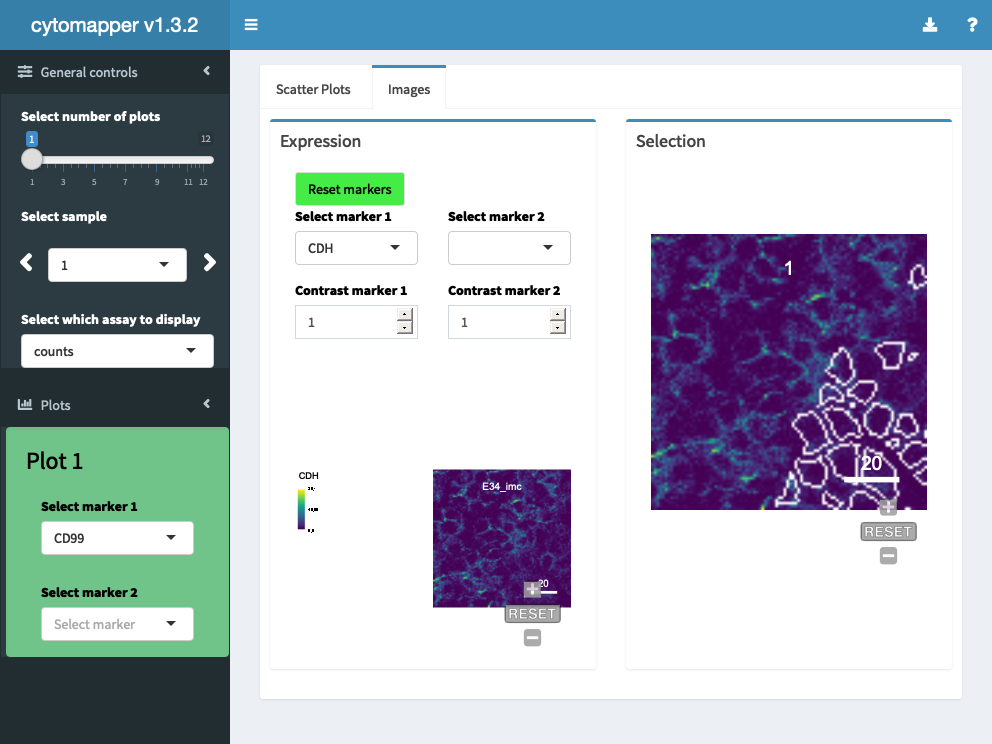 cytomapper v1.3.2
General controls
Select number of plots
1 12
1 3 5 7 9 11 12
Select sample
1
Select which assay to display
counts
Plots
Plot 1
Select marker 1
CD99
Select marker 2
Select marker
Scatter Plots Images
Expression
Reset markers
Select marker 1 Select marker 2
CDH
Contrast marker 1 Contrast marker 2
1 1
CDH
E34_imc
20
RESET
Selection
1
20
RESET